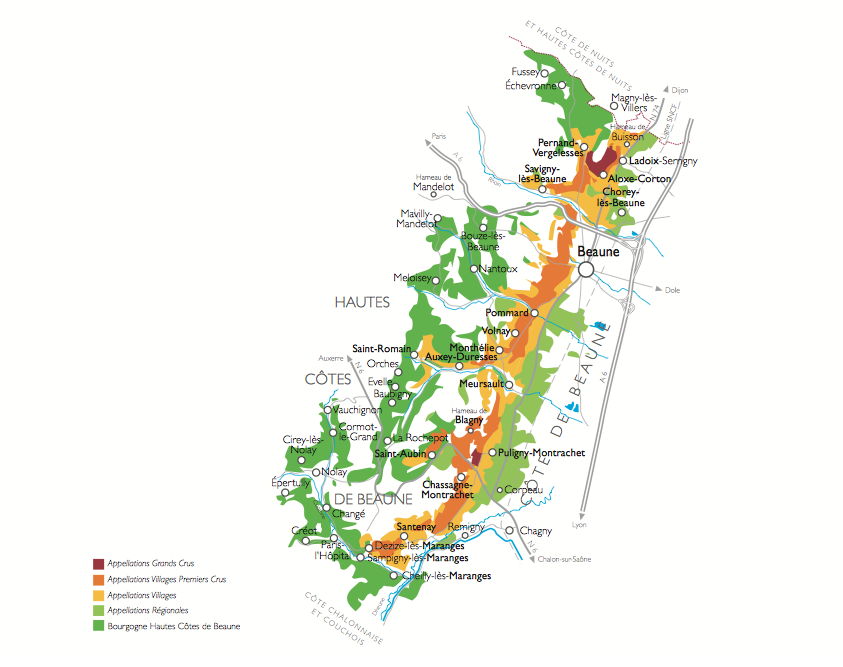 CÔTE DE NUITS
ET HAUTES CÔTES DE NUITS
Fussey
Échevronne
Magny-lès-
Villers
Dijon
N 74
Ligne SNCF
Hameau de
Buisson
Paris
A 6
Pernand-
Vergelesses
Ladoix-Serrigny
Savigny-
lès-Beaune
Aloxe-Corton
Rhoin
Hameau de
Mandelot
Chorey-
lès-Beaune
Mavilly-
Mandelot
Bouze-lès-
Beaune
Beaune
Nantoux
Meloisey
Dole
HAUTES
Pommard
Volnay
Saint-Romain
Monthélie
Auxey-Duresses
Auxerre
N 6
Orches
CÔTES
Evelle
Baubigny
Meursault
A 6
CÔTE DE BEAUNE
Vauchignon
Hameau de
Blagny
Cormot-
le-Grand
Cirey-lès-
Nolay
La Rochepot
Saint-Aubin
Puligny-Montrachet
Nolay
Épertully
Chassagne-
Montrachet
Corpeau
DE BEAUNE
Changé
Lyon
Créot
Santenay
Remigny
Chagny
Paris-
l'Hôpital
Dezize-lès-Maranges
N 6
Sampigny-lès-Maranges
Chalon-sur-Saône
Cheilly-lès-Maranges
Dheune
CÔTE CHALONNAISE
ET COUCHOIS
Appellations Grands Crus
Appellations Villages Premiers Crus
Appellations Villages
Appellations Régionales
Bourgogne Hautes Côtes de Beaune